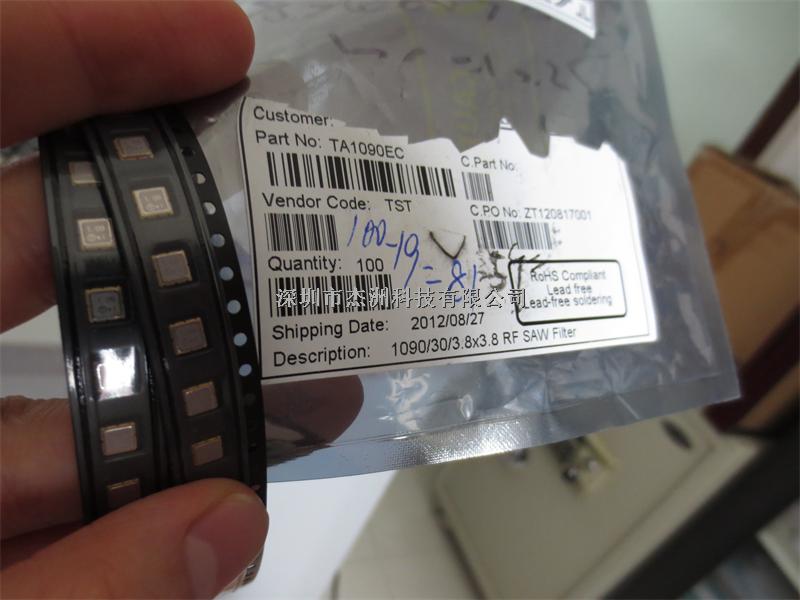 Customer:
Part No: TA1090EC
C.Part No:
Vendor Code: TST
C.PO No: ZT120817001
100-19=81
Quantity: 100
RoHS Compliant
Lead free
Lead-free soldering
深圳市杰洲科技有限公司
Shipping Date: 2012/08/27
Description: 1090/30/3.8x3.8 RF SAW Filter